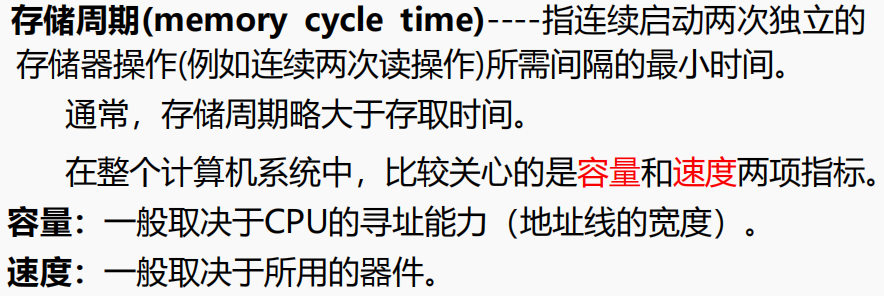 存储周期(memory cycle time)----指连续启动两次独立的
存储器操作(例如连续两次读操作)所需间隔的最小时间。
通常，存储周期略大于存取时间。
在整个计算机系统中，比较关心的是容量和速度两项指标。
容量：一般取决于CPU的寻址能力（地址线的宽度）。
速度：一般取决于所用的器件。